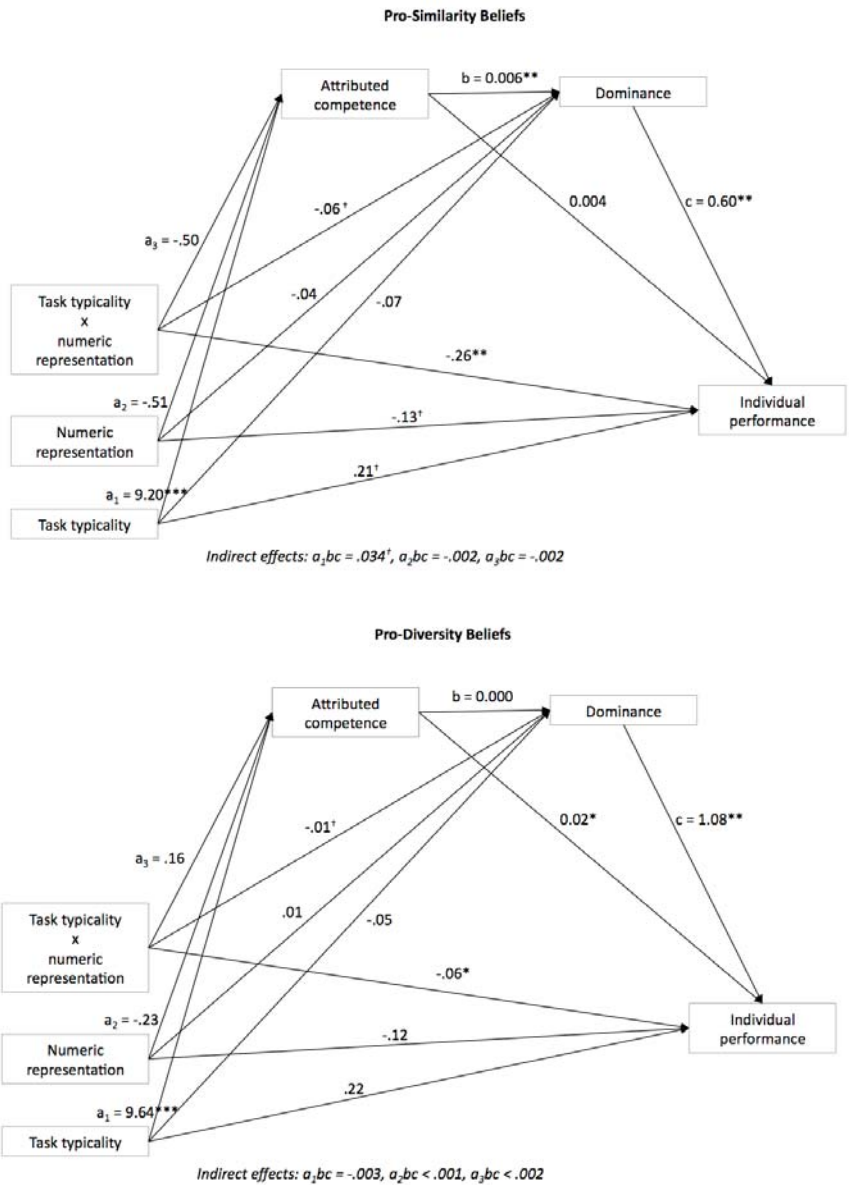 Pro-Similarity Beliefs
Attributed
competence
b = 0.006**
Dominance
-.06†
0.004
c = 0.60**
a₃ = -.50
-.04
-.07
Task typicality
x
numeric
representation
-.26**
a₂ = -.51
Numeric
representation
-.13†
Individual
performance
.21†
a₁ = 9.20***
Task typicality
Indirect effects: a₁bc = .034†, a₂bc = -.002, a₃bc = -.002
Pro-Diversity Beliefs
Attributed
competence
b = 0.000
Dominance
-.01†
0.02*
c = 1.08**
a₃ = .16
.01
-.05
Task typicality
x
numeric
representation
-.06*
a₂ = -.23
Numeric
representation
-.12
Individual
performance
.22
a₁ = 9.64***
Task typicality
Indirect effects: a₁bc = -.003, a₂bc < .001, a₃bc < .002